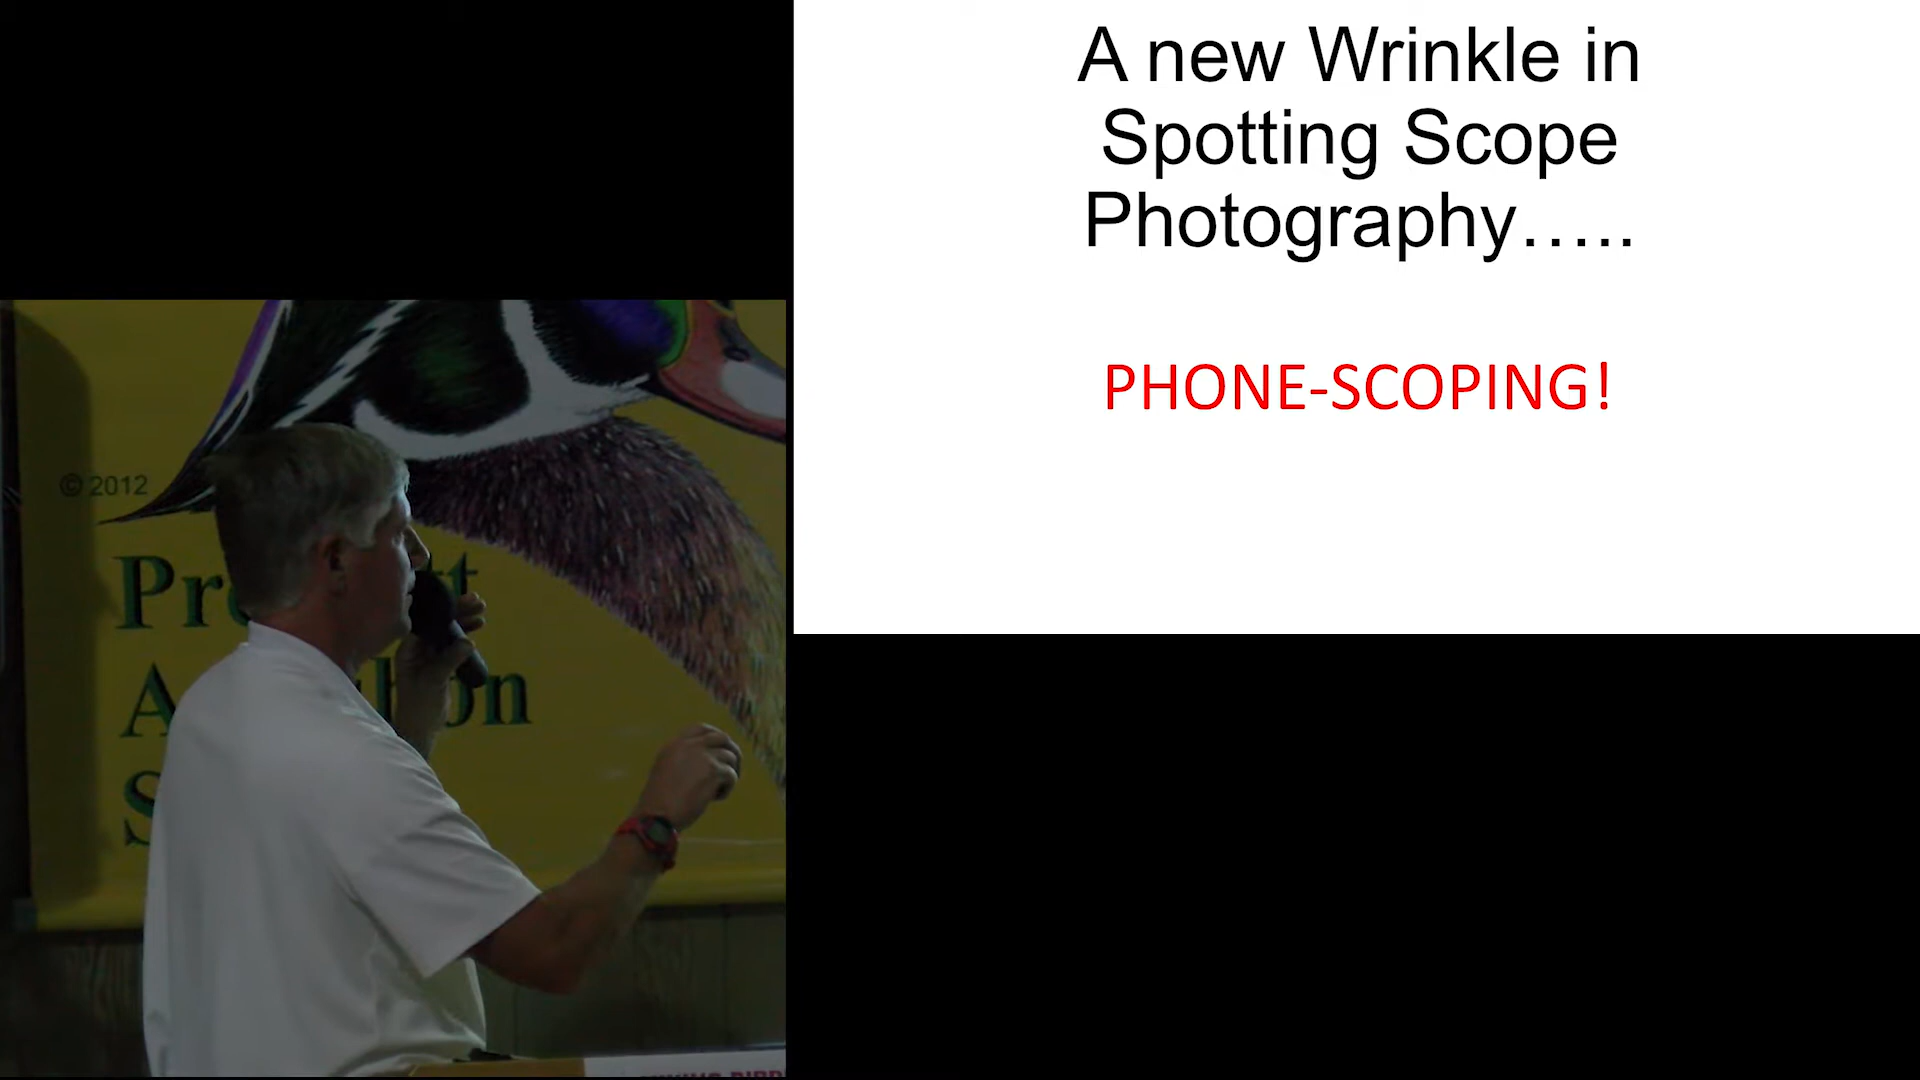 A new Wrinkle in
Spotting Scope
Photography.....
PHONE-SCOPING!
© 2012